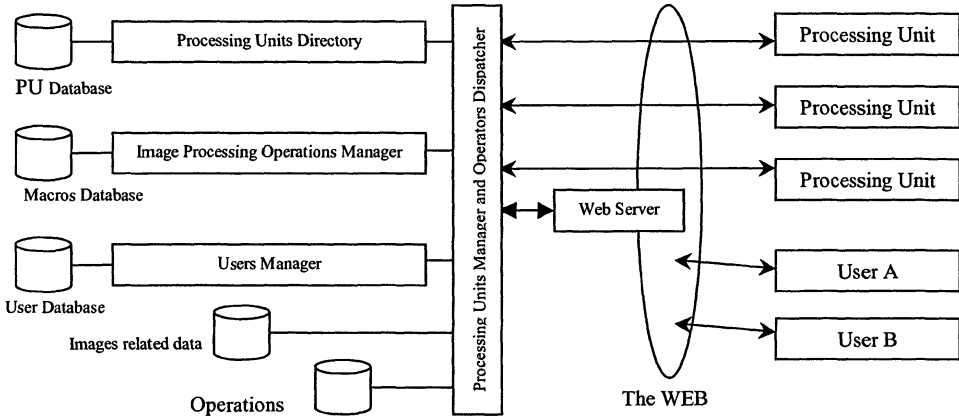 Processing Units Directory
PU Database
Image Processing Operations Manager
Macros Database
Users Manager
User Database
Images related data
Operations
Processing Units Manager and Operators Dispatcher
Web Server
The WEB
Processing Unit
Processing Unit
Processing Unit
User A
User B